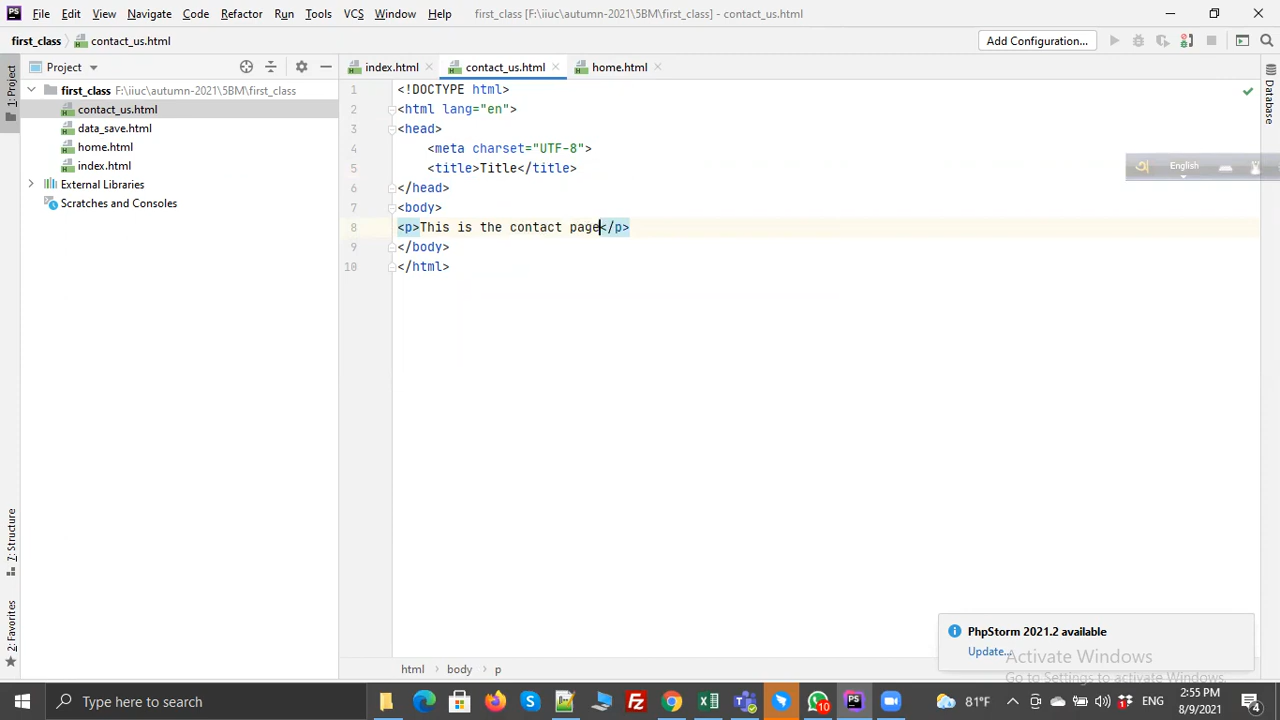 PS File Edit View Navigate Code Refactor Run Tools VCS Window Help first_class [F:\iiuc\autumn-2021\5BM\first_class] - contact_us.html
first_class contact_us.html Add Configuration...
1: Project
Project
index.html contact_us.html home.html
first_class F:\iiuc\autumn-2021\5BM\first_class
contact_us.html
data_save.html
home.html
index.html
External Libraries
Scratches and Consoles
1 <!DOCTYPE html>
2 <html lang="en">
3 <head>
4 <meta charset="UTF-8">
5 <title>Title</title>
6 </head>
7 <body>
8 <p>This is the contact page</p>
9 </body>
10 </html>
Database
English
7: Structure
2: Favorites
PhpStorm 2021.2 available
Update...
Activate Windows
Go to Settings to activate Windows.
html body p
Type here to search
10
PS
81°F
ENG
2:55 PM
8/9/2021
4